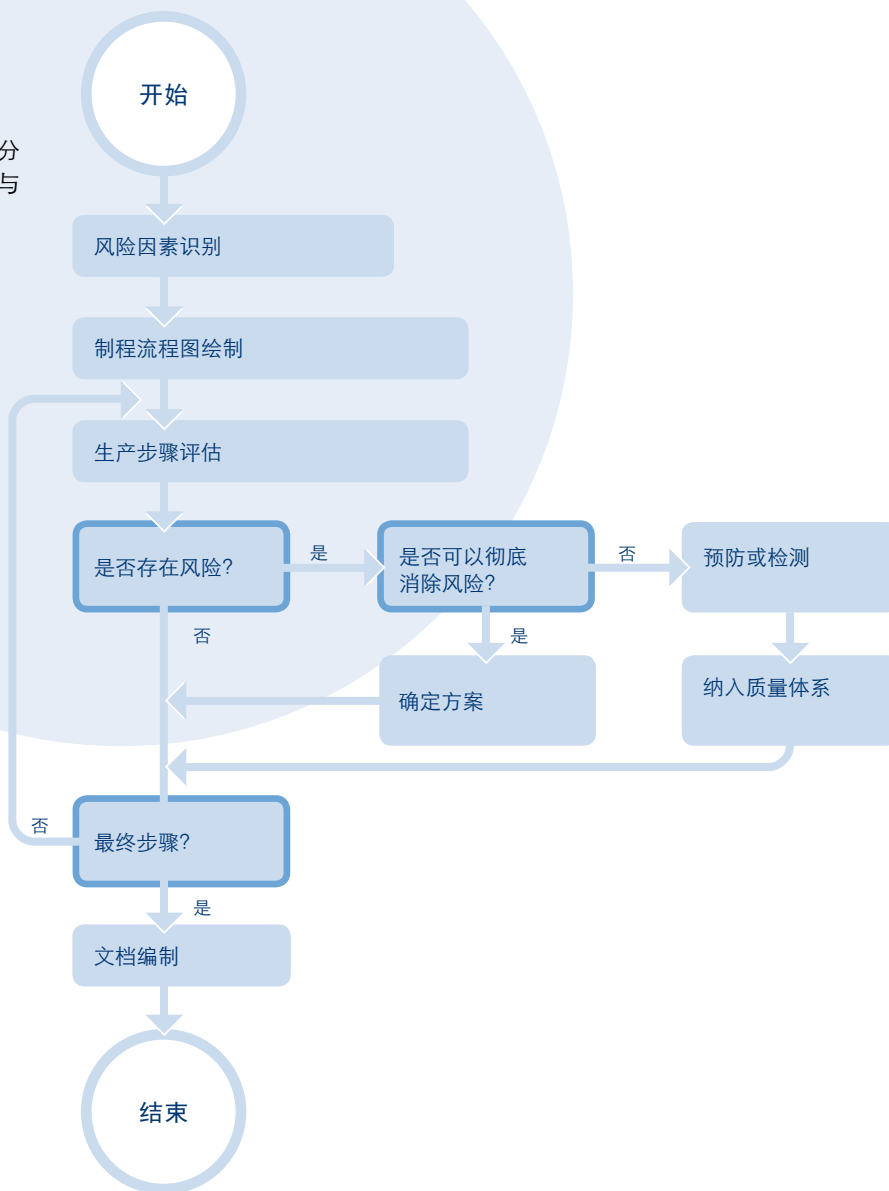 开始
分
与
风险因素识别
制程流程图绘制
生产步骤评估
是否存在风险?
是
是否可以彻底
消除风险?
否
预防或检测
否
是
确定方案
纳入质量体系
否
最终步骤?
是
文档编制
结束